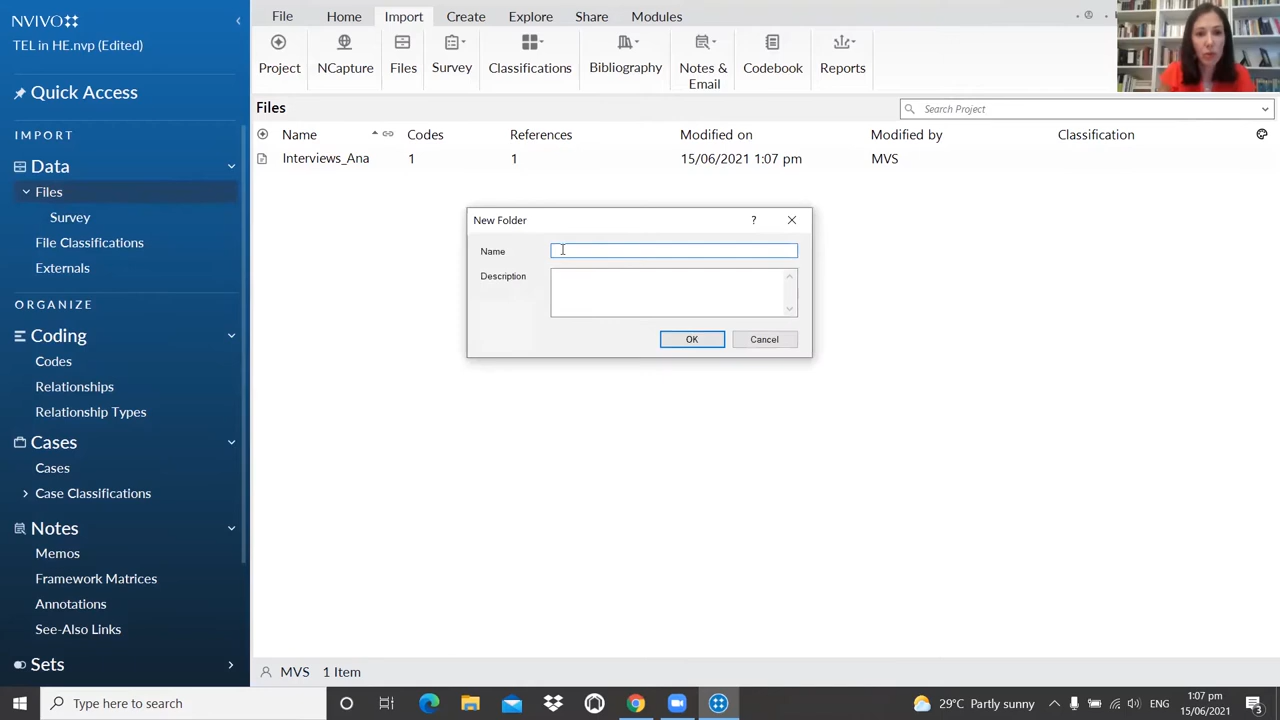 NVIVO
TEL in HE.nvp (Edited)
File Home Import Create Explore Share Modules
Project NCapture Files Survey Classifications Bibliography Notes & Email Codebook Reports
Quick Access
IMPORT
Data
Files
Survey
File Classifications
Externals
ORGANIZE
Coding
Codes
Relationships
Relationship Types
Cases
Cases
Case Classifications
Notes
Memos
Framework Matrices
Annotations
See-Also Links
Sets
Files
Search Project
Name Codes References Modified on Modified by Classification
Interviews_Ana 1 1 15/06/2021 1:07 pm MVS
New Folder ?
Name
Description
OK Cancel
MVS 1 Item
Type here to search
29°C Partly sunny
ENG
1:07 pm
15/06/2021
3